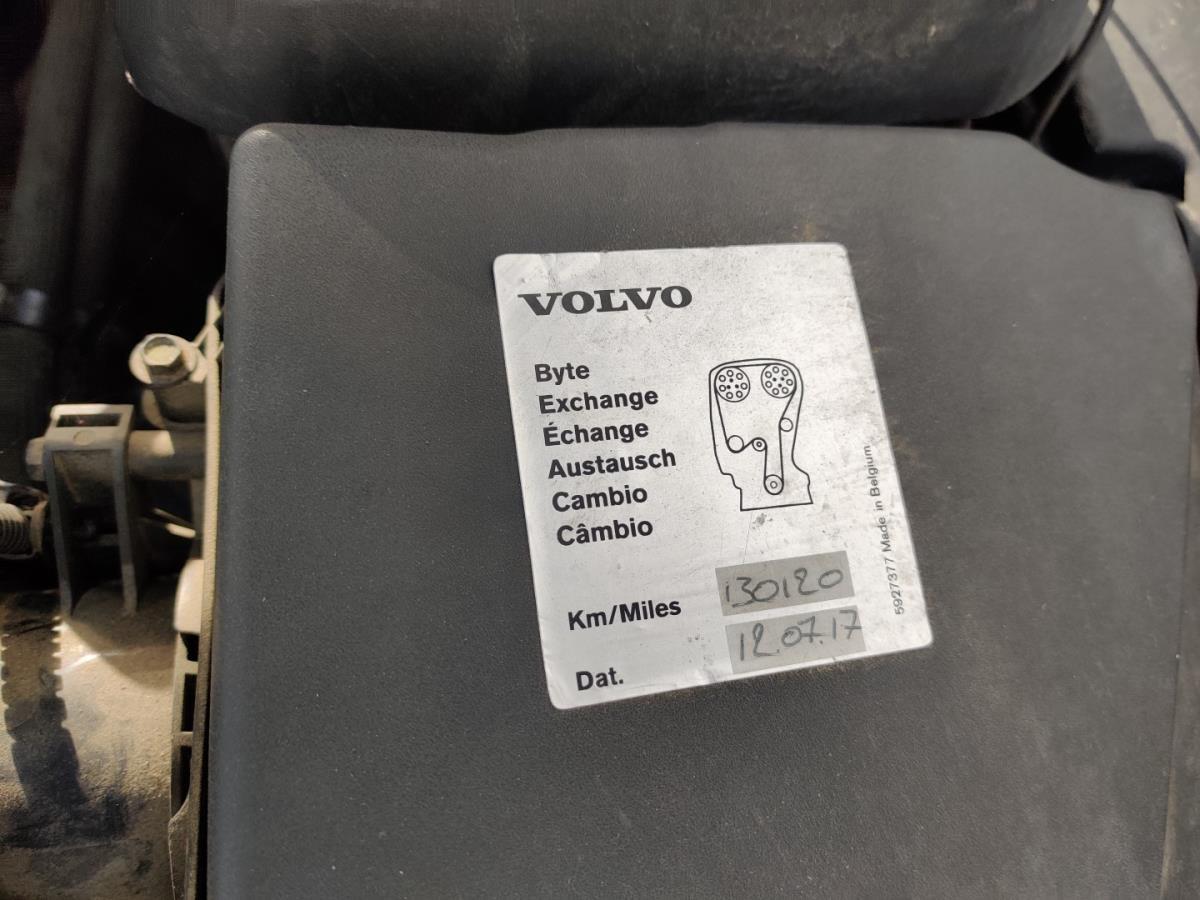 VOLVO
Byte
Exchange
Échange
Austausch
Cambio
Câmbio
Km/Miles 130120
Dat. 12.07.17
5927377 Made in Belgium